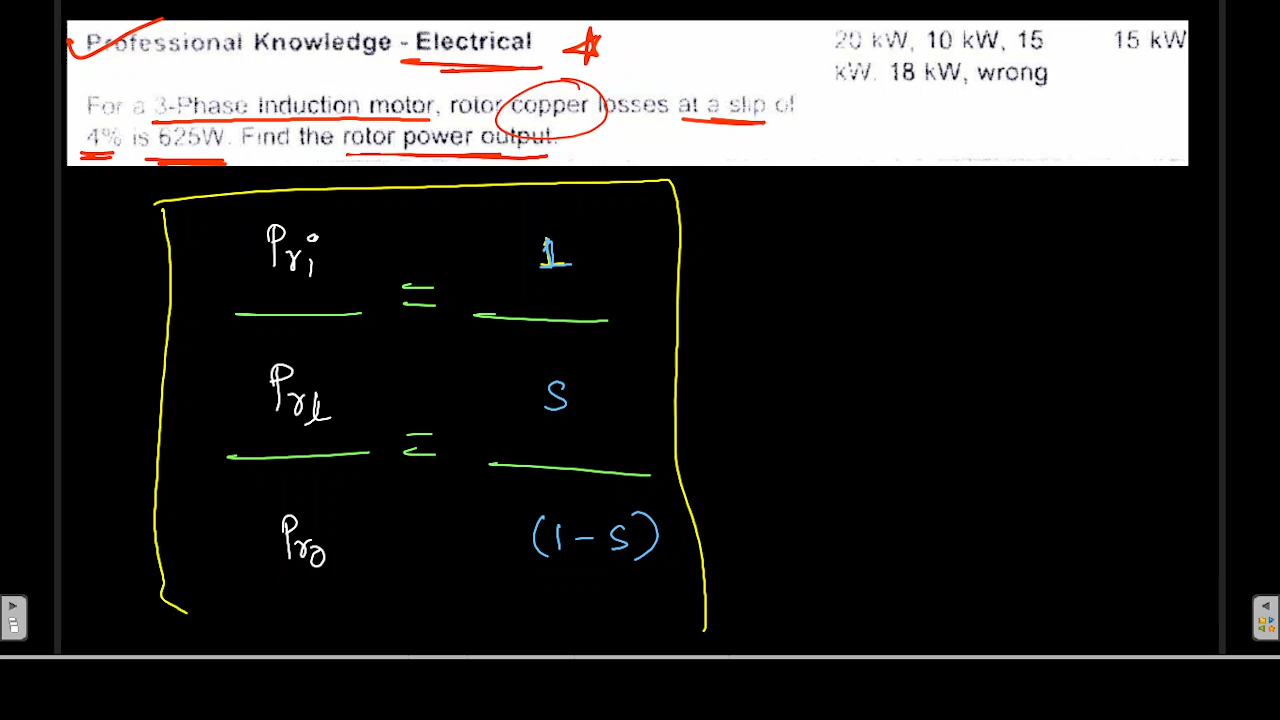 Professional Knowledge - Electrical
20 kW, 10 kW, 15
kW. 18 kW, wrong
15 kW
For a 3-Phase Induction motor, rotor copper losses at a slip of
4% is 625W. Find the rotor power output.
Pri = 1
Prl = S
Pro (1 - S)